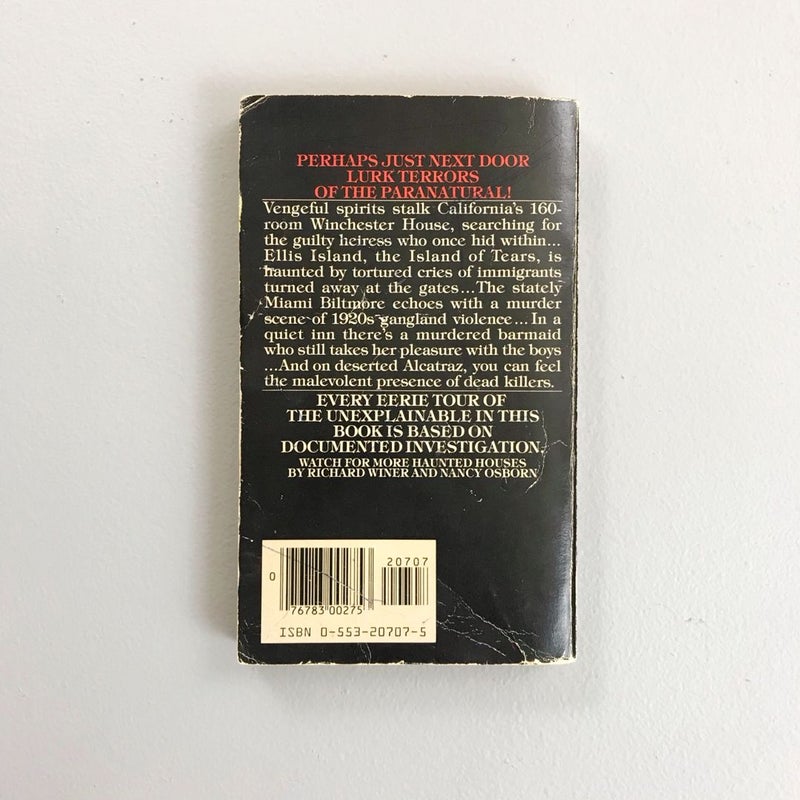 PERHAPS JUST NEXT DOOR
LURK TERRORS
OF THE PARANATURAL!
Vengeful spirits stalk California's 160-
room Winchester House, searching for
the guilty heiress who once hid within...
Ellis Island, the Island of Tears, is
haunted by tortured cries of immigrants
turned away at the gates...The stately
Miami Biltmore echoes with a murder
scene of 1920s gangland violence...In a
quiet inn there's a murdered barmaid
who still takes her pleasure with the boys
...And on deserted Alcatraz, you can feel
the malevolent presence of dead killers.
EVERY EERIE TOUR OF
THE UNEXPLAINABLE IN THIS
BOOK IS BASED ON
DOCUMENTED INVESTIGATION.
WATCH FOR MORE HAUNTED HOUSES
BY RICHARD WINER AND NANCY OSBORN
20707
0
76783 00275
ISBN 0-553-20707-5